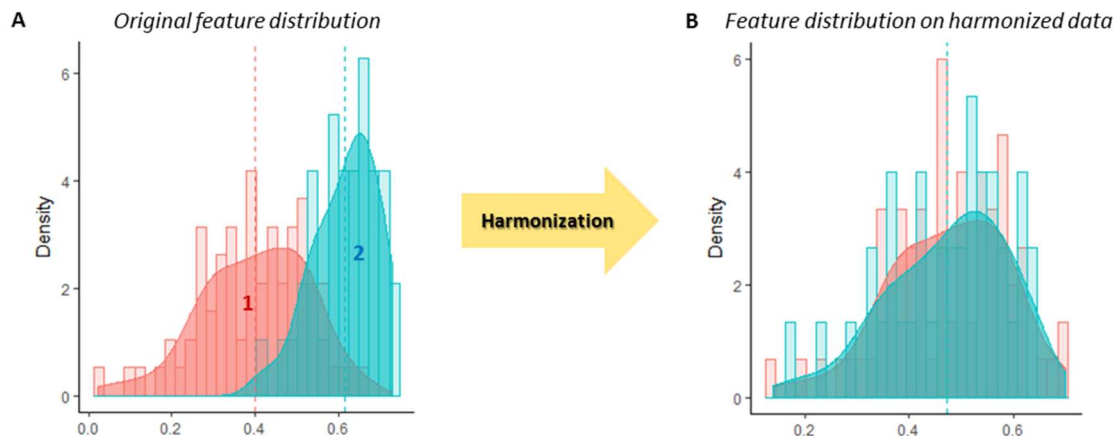 A
Original feature distribution
Density
6
4
2
0
0.0
0.2
0.4
0.6
1
2
Harmonization
B
Feature distribution on harmonized data
Density
6
4
2
0
0.2
0.4
0.6